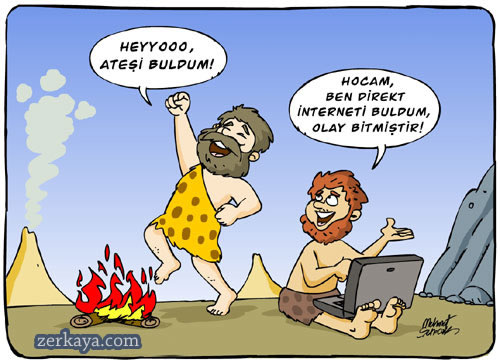 HEYYOOO,
ATEŞİ BULDUM!
HOCAM,
BEN DİREKT
İNTERNETİ BULDUM,
OLAY BİTMİŞTİR!
zerkaya.com